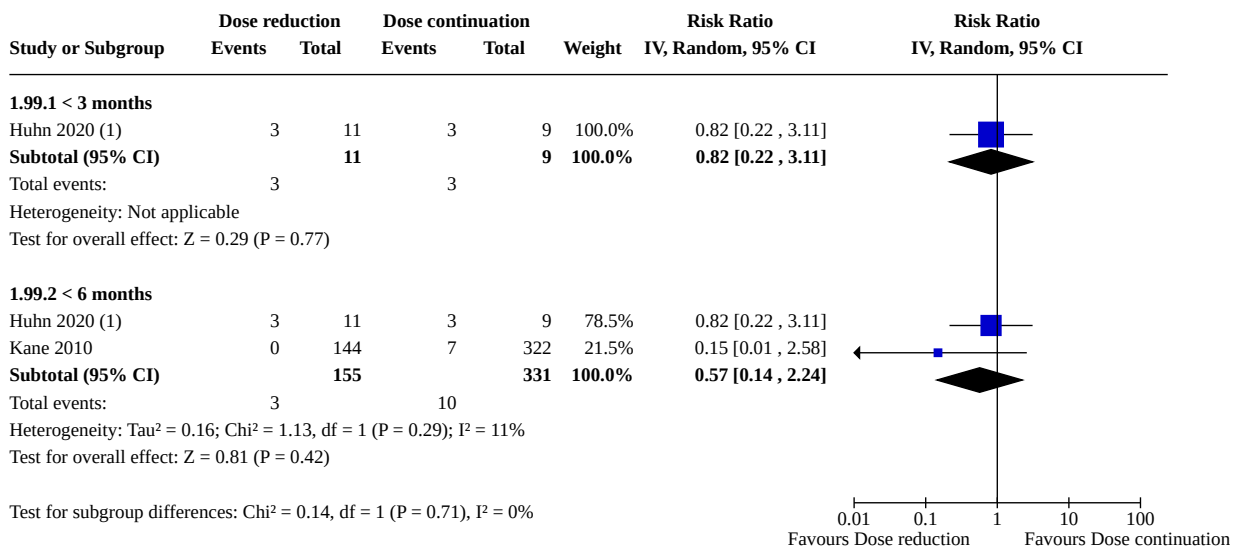 Dose reduction Dose continuation Risk Ratio Risk Ratio
Study or Subgroup Events Total Events Total Weight IV, Random, 95% CI IV, Random, 95% CI
1.99.1 < 3 months
Huhn 2020 (1) 3 11 3 9 100.0% 0.82 [0.22 , 3.11]
Subtotal (95% CI) 11 9 100.0% 0.82 [0.22 , 3.11]
Total events: 3 3
Heterogeneity: Not applicable
Test for overall effect: Z = 0.29 (P = 0.77)
1.99.2 < 6 months
Huhn 2020 (1) 3 11 3 9 78.5% 0.82 [0.22 , 3.11]
Kane 2010 0 144 7 322 21.5% 0.15 [0.01 , 2.58]
Subtotal (95% CI) 155 331 100.0% 0.57 [0.14 , 2.24]
Total events: 3 10
Heterogeneity: Tau² = 0.16; Chi² = 1.13, df = 1 (P = 0.29); I² = 11%
Test for overall effect: Z = 0.81 (P = 0.42)
Test for subgroup differences: Chi² = 0.14, df = 1 (P = 0.71), I² = 0%
0.01 0.1 1 10 100
Favours Dose reduction Favours Dose continuation